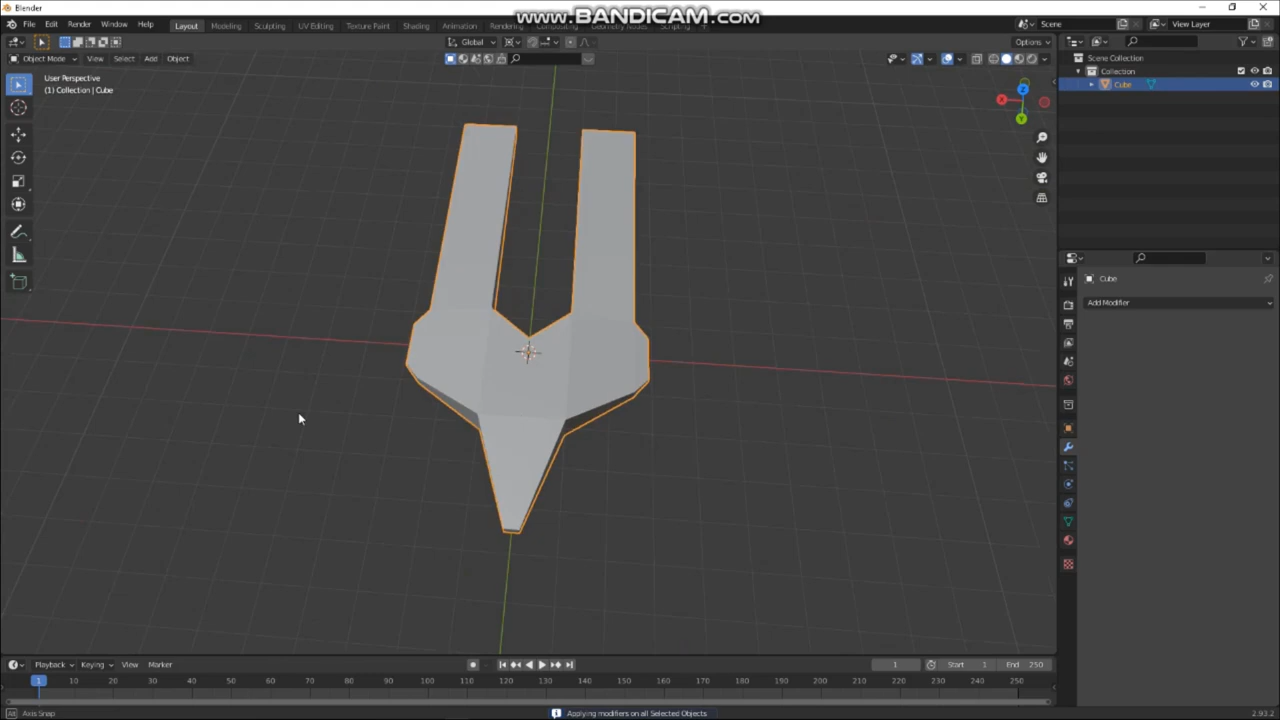 Blender
www.BANDICAM.com
File Edit Render Window Help Layout Modeling Sculpting UV Editing Texture Paint Shading Animation Rendering Compositing Geometry Nodes Scripting + Scene View Layer
Global Options
Object Mode View Select Add Object
User Perspective
(1) Collection | Cube
Scene Collection
Collection
Cube
X
Z
Y
Cube
Add Modifier
Playback Keying View Marker 1 Start 1 End 250
1 10 20 30 40 50 60 70 80 90 100 110 120 130 140 150 160 170 180 190 200 210 220 230 240 250
Axis Snap Applying modifiers on all Selected Objects 2.93.2